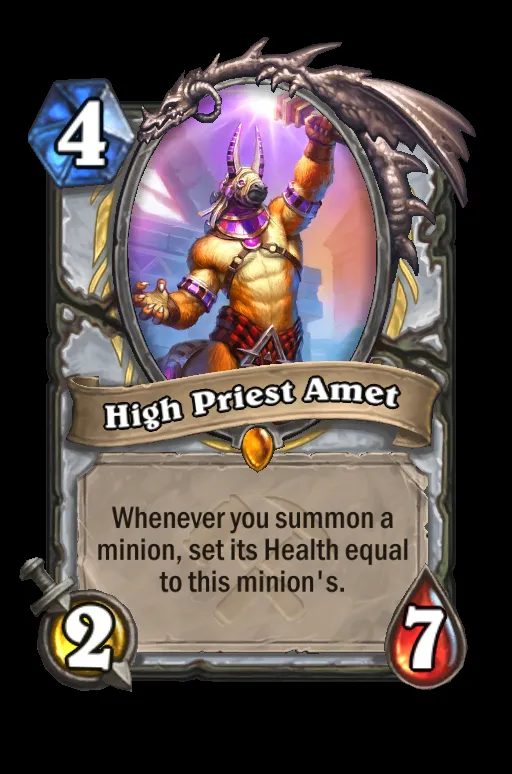 4
High Priest Amet
Whenever you summon a
minion, set its Health equal
to this minion's.
2
7